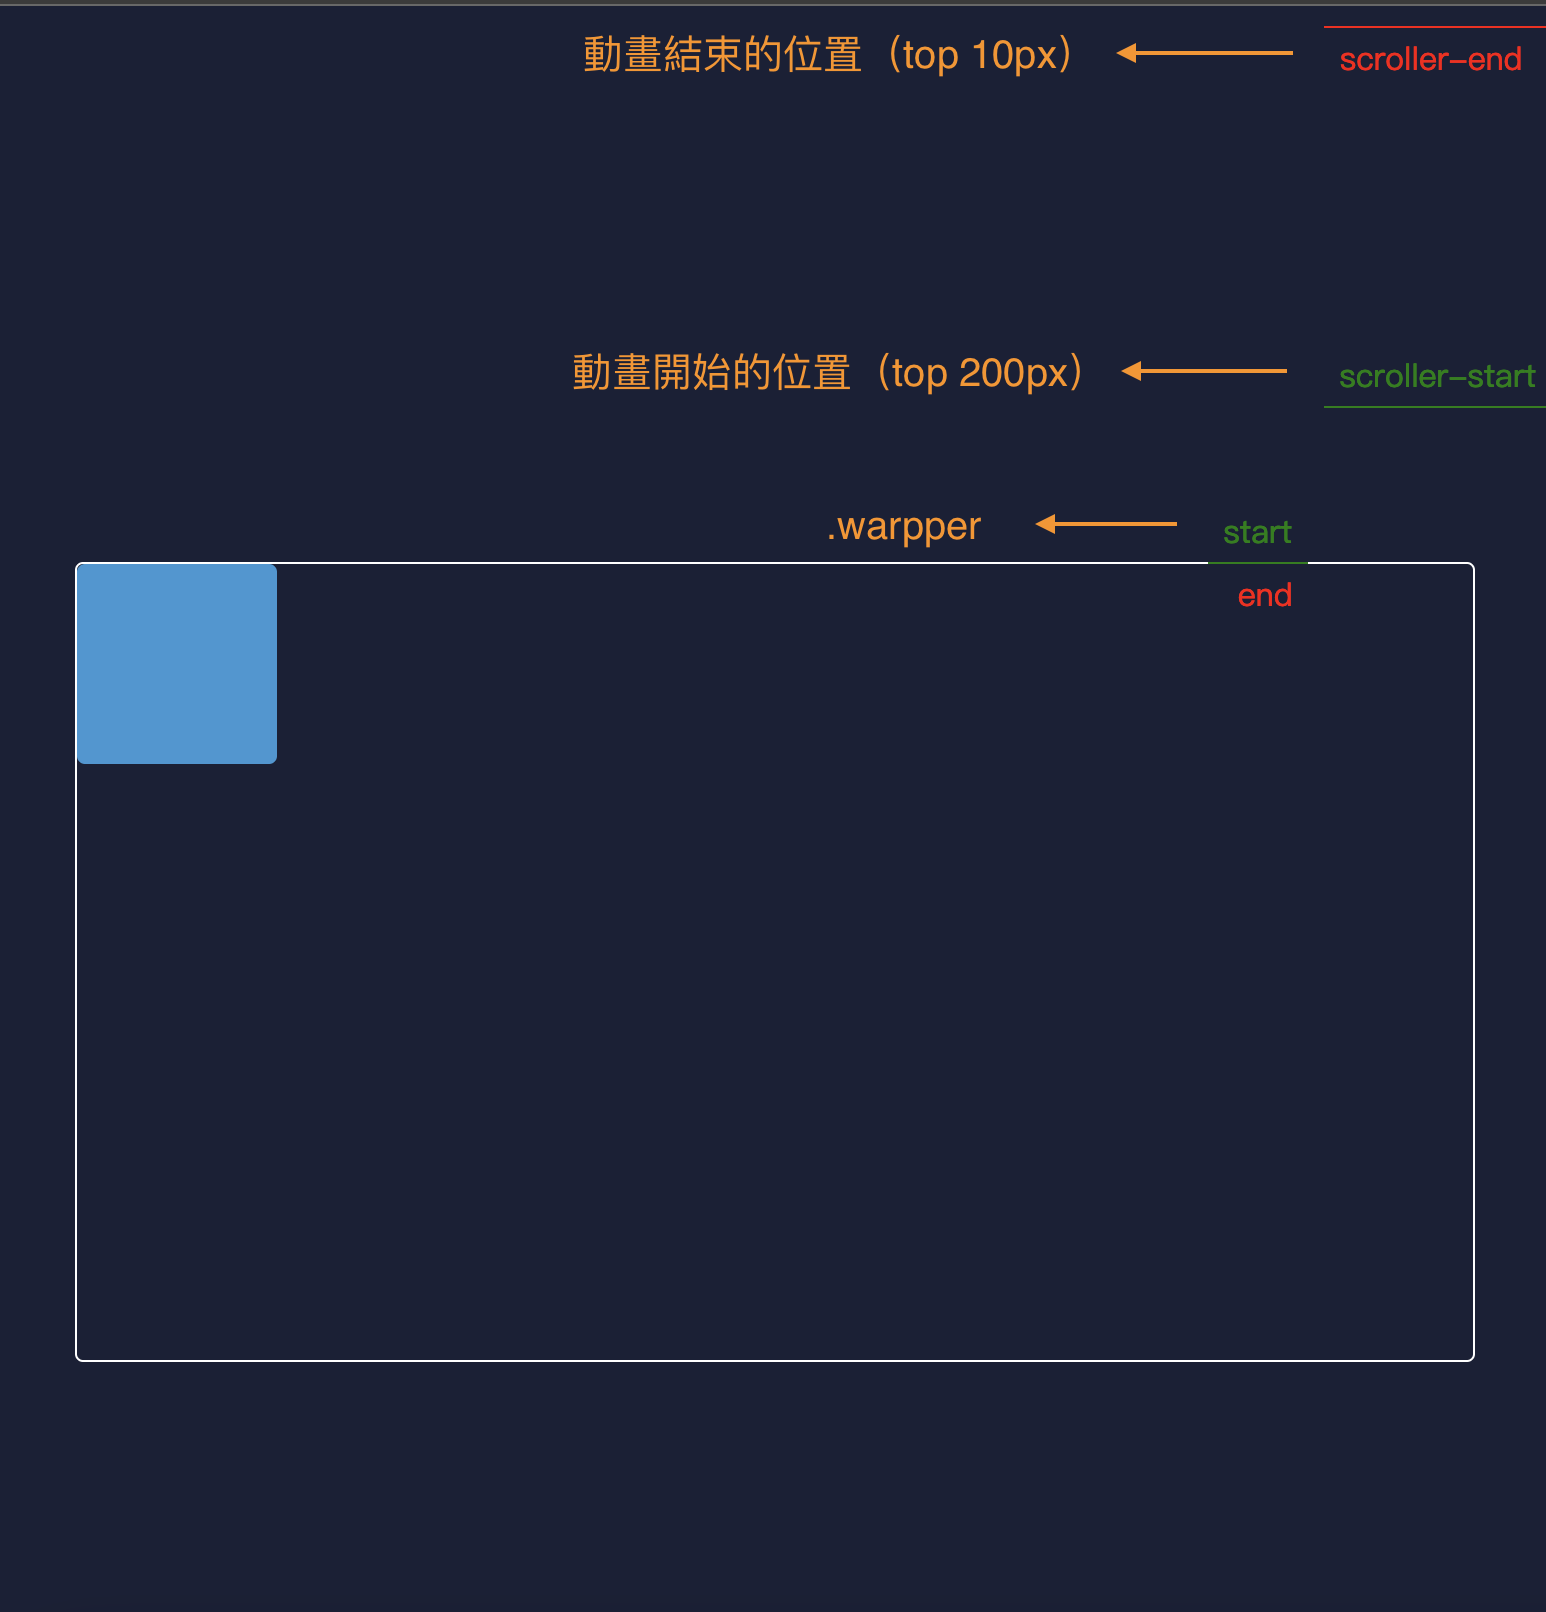 動畫結束的位置（top 10px）
scroller-end
動畫開始的位置（top 200px）
scroller-start
.warpper
start
end